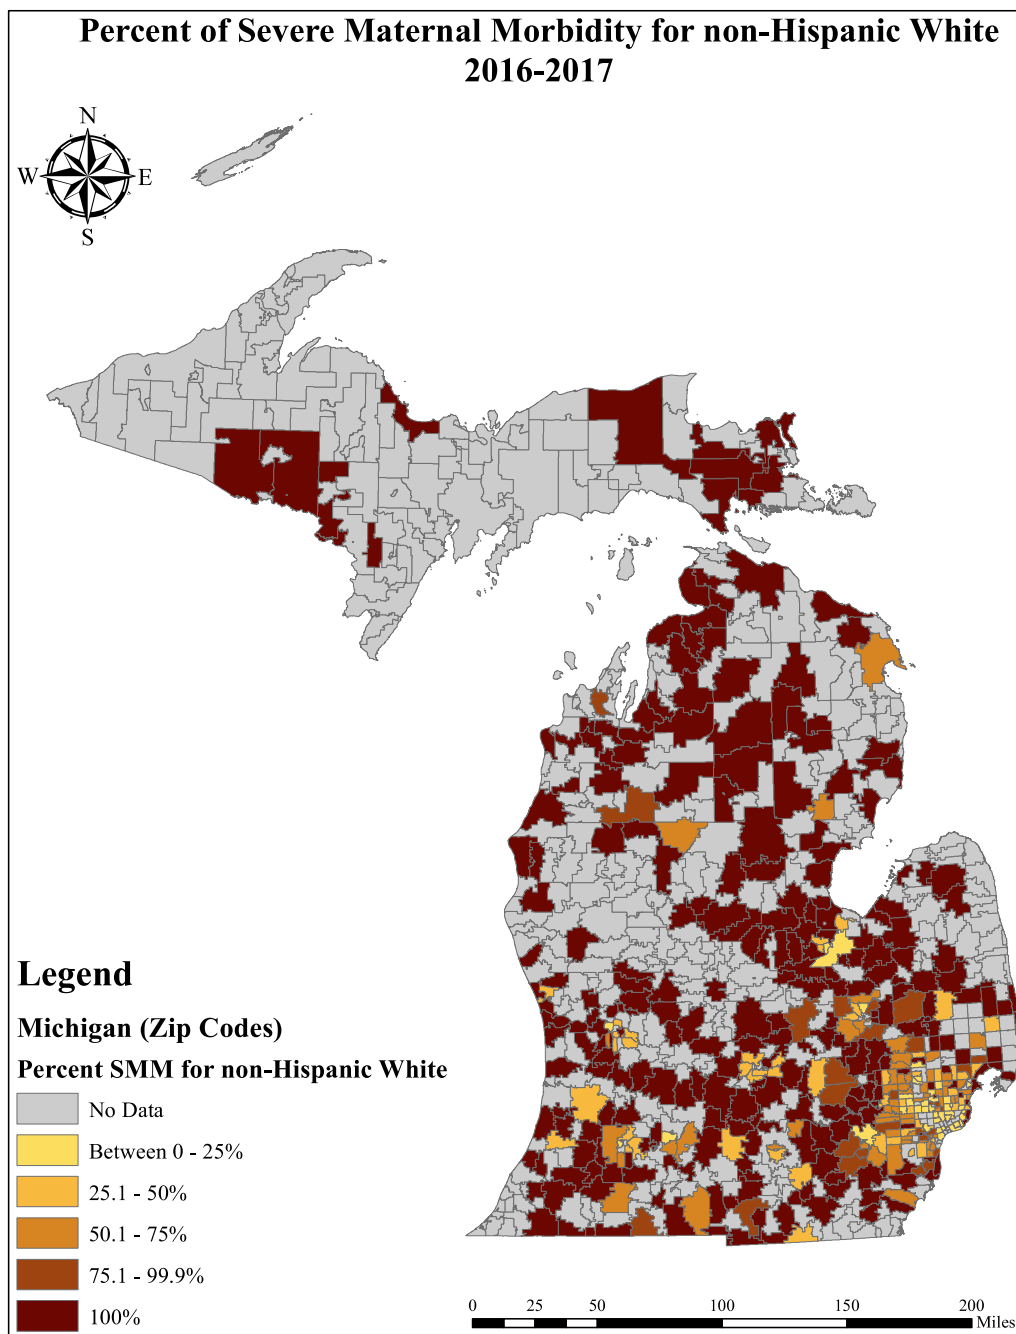 Percent of Severe Maternal Morbidity for non-Hispanic White
2016-2017
N
W E
S
Legend
Michigan (Zip Codes)
Percent SMM for non-Hispanic White
No Data
Between 0 - 25%
25.1 - 50%
50.1 - 75%
75.1 - 99.9%
100%
0 25 50 100 150 200
Miles